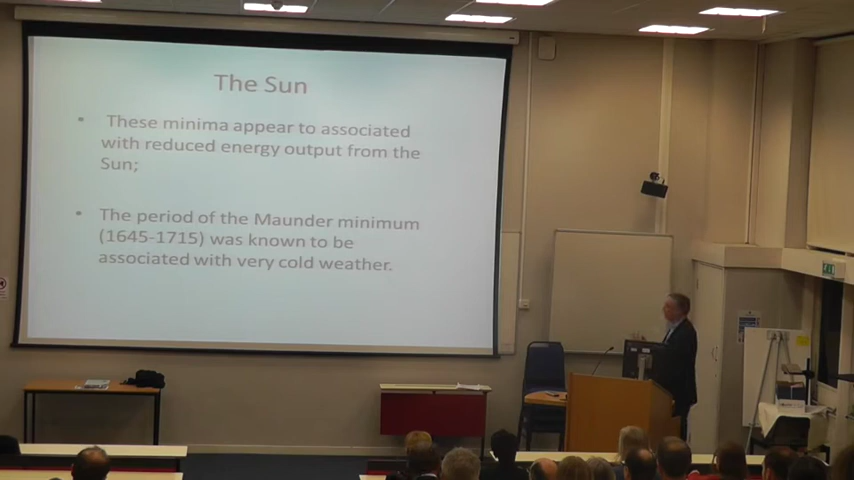 The Sun
▪ These minima appear to associated
with reduced energy output from the
Sun;
▪ The period of the Maunder minimum
(1645-1715) was known to be
associated with very cold weather.